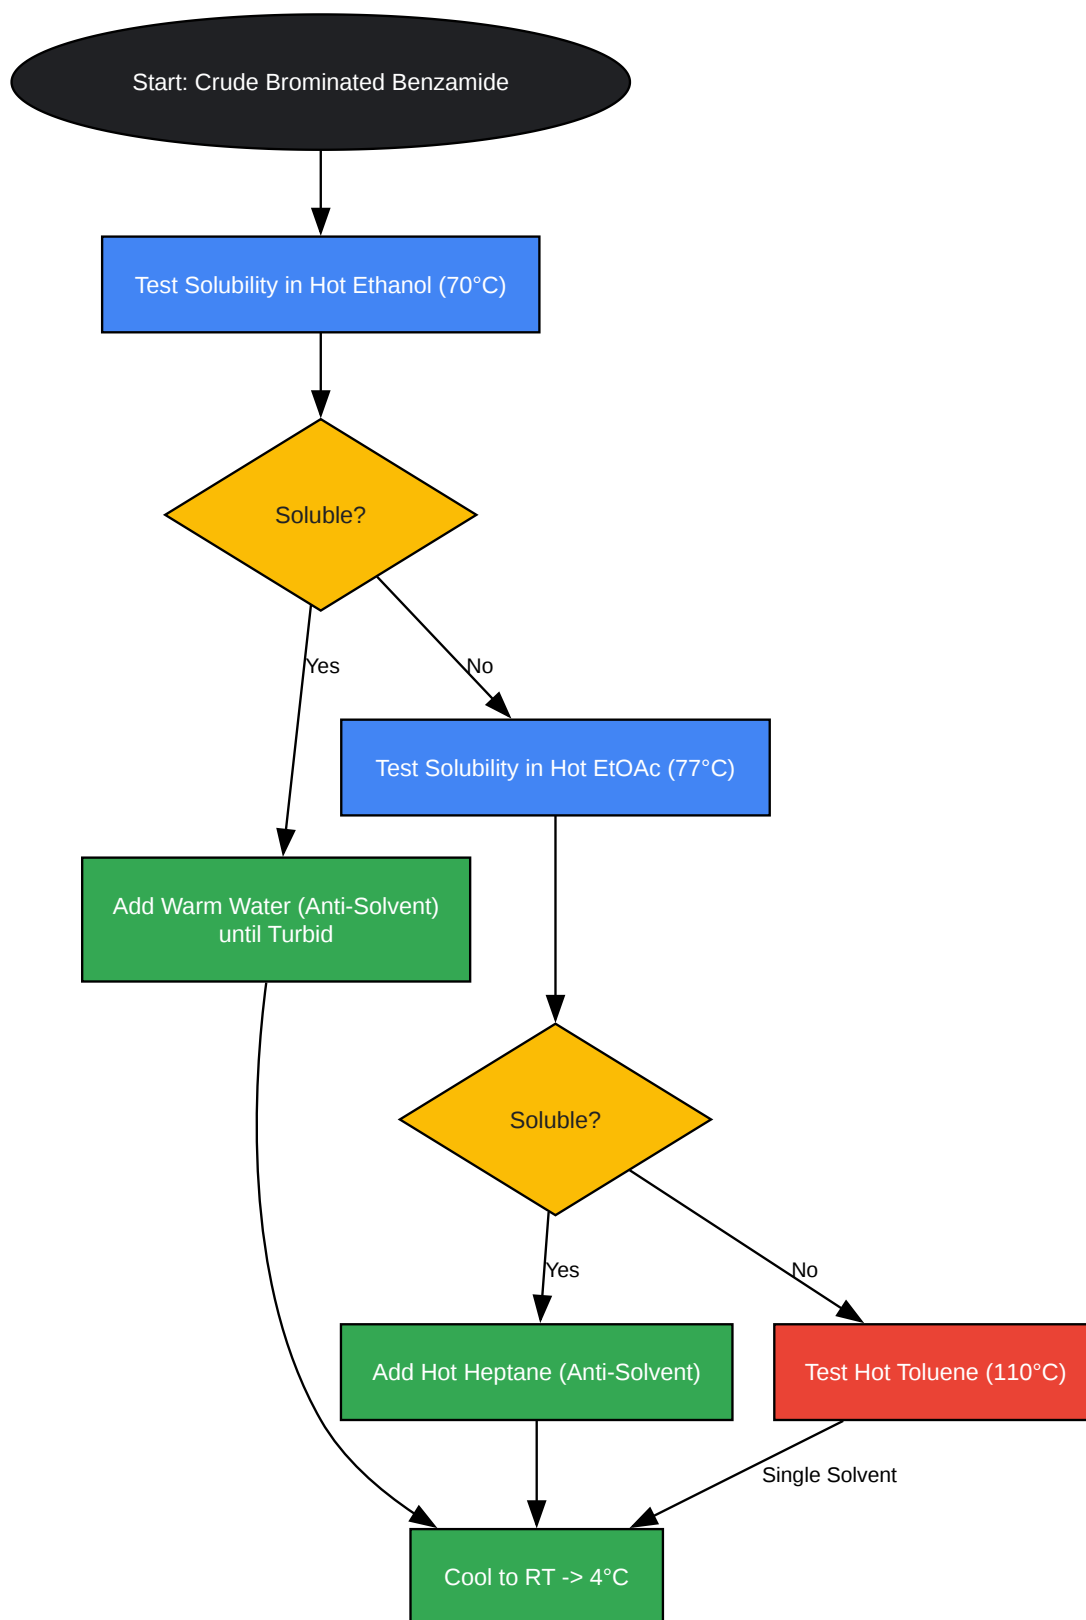 Start: Crude Brominated Benzamide
Test Solubility in Hot Ethanol (70°C)
Soluble?
Yes
No
Test Solubility in Hot EtOAc (77°C)
Add Warm Water (Anti-Solvent)
until Turbid
Soluble?
Yes
No
Add Hot Heptane (Anti-Solvent)
Test Hot Toluene (110°C)
Single Solvent
Cool to RT -> 4°C